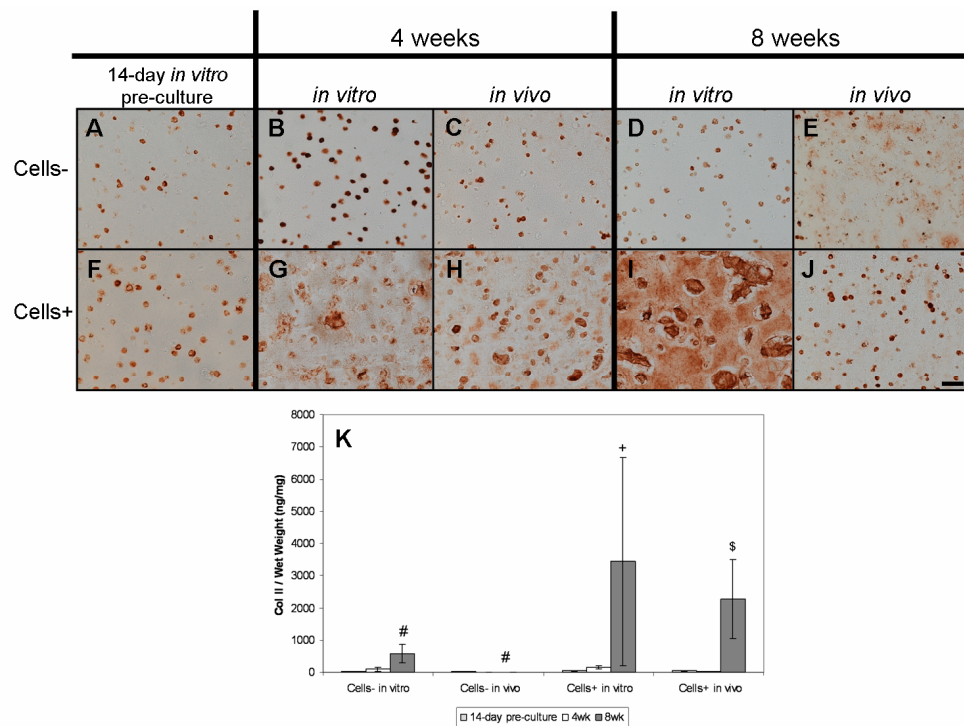 4 weeks 8 weeks
14-day in vitro
pre-culture
in vitro in vivo in vitro in vivo
Cells-
A B C D E
Cells+
F G H I J
K
Col II / Wet Weight (ng/mg)
8000
7000
6000
5000
4000
3000
2000
1000
0
# # + $
Cells- in vitro Cells- in vivo Cells+ in vitro Cells+ in vivo
14-day pre-culture 4wk 8wk